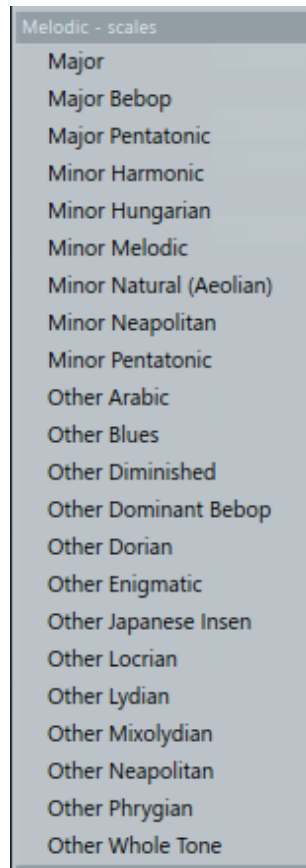 Melodic - scales
Major
Major Bebop
Major Pentatonic
Minor Harmonic
Minor Hungarian
Minor Melodic
Minor Natural (Aeolian)
Minor Neapolitan
Minor Pentatonic
Other Arabic
Other Blues
Other Diminished
Other Dominant Bebop
Other Dorian
Other Enigmatic
Other Japanese Insen
Other Locrian
Other Lydian
Other Mixolydian
Other Neapolitan
Other Phrygian
Other Whole Tone